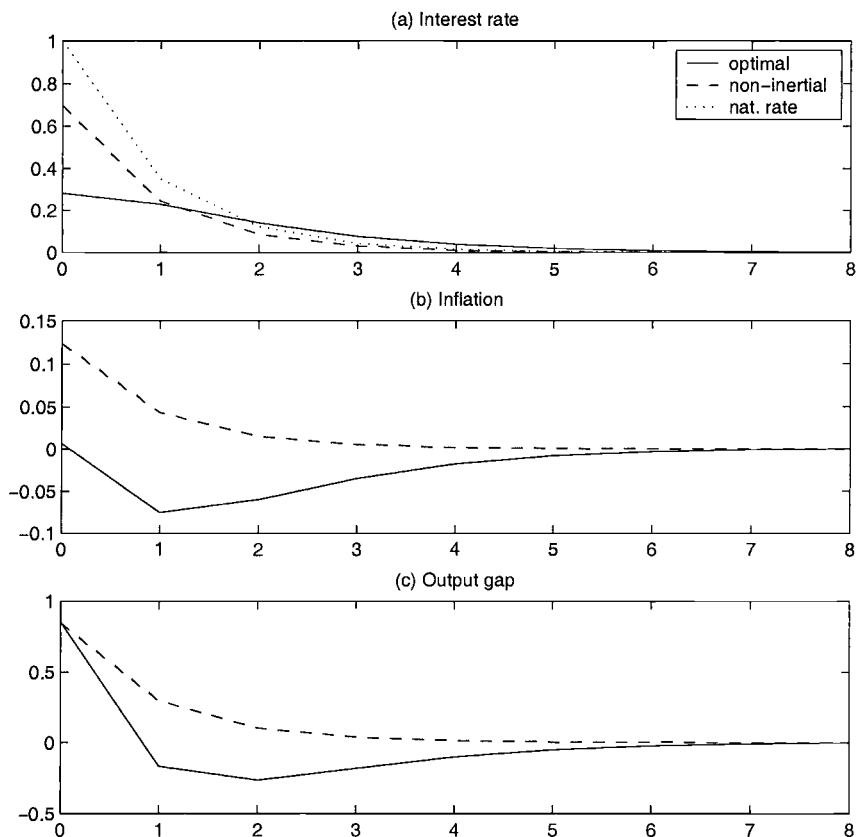 (a) Interest rate
1
0.8
0.6
0.4
0.2
0
optimal
non-inertial
nat. rate
0 1 2 3 4 5 6 7 8
(b) Inflation
0.15
0.1
0.05
0
−0.05
−0.1
0 1 2 3 4 5 6 7 8
(c) Output gap
1
0.5
0
−0.5
0 1 2 3 4 5 6 7 8